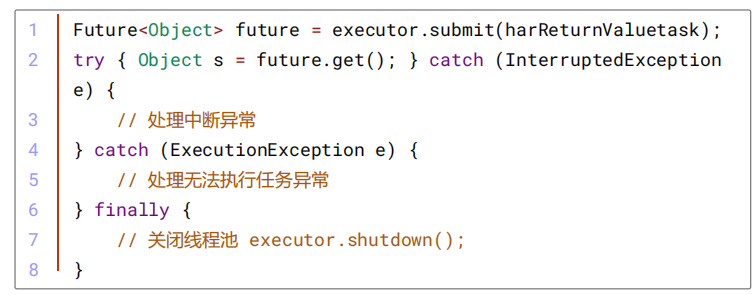 1 Future<Object> future = executor.submit(harReturnValuetask);
2 try { Object s = future.get(); } catch (InterruptedException
e) {
3 // 处理中断异常
4 } catch (ExecutionException e) {
5 // 处理无法执行任务异常
6 } finally {
7 // 关闭线程池 executor.shutdown();
8 }